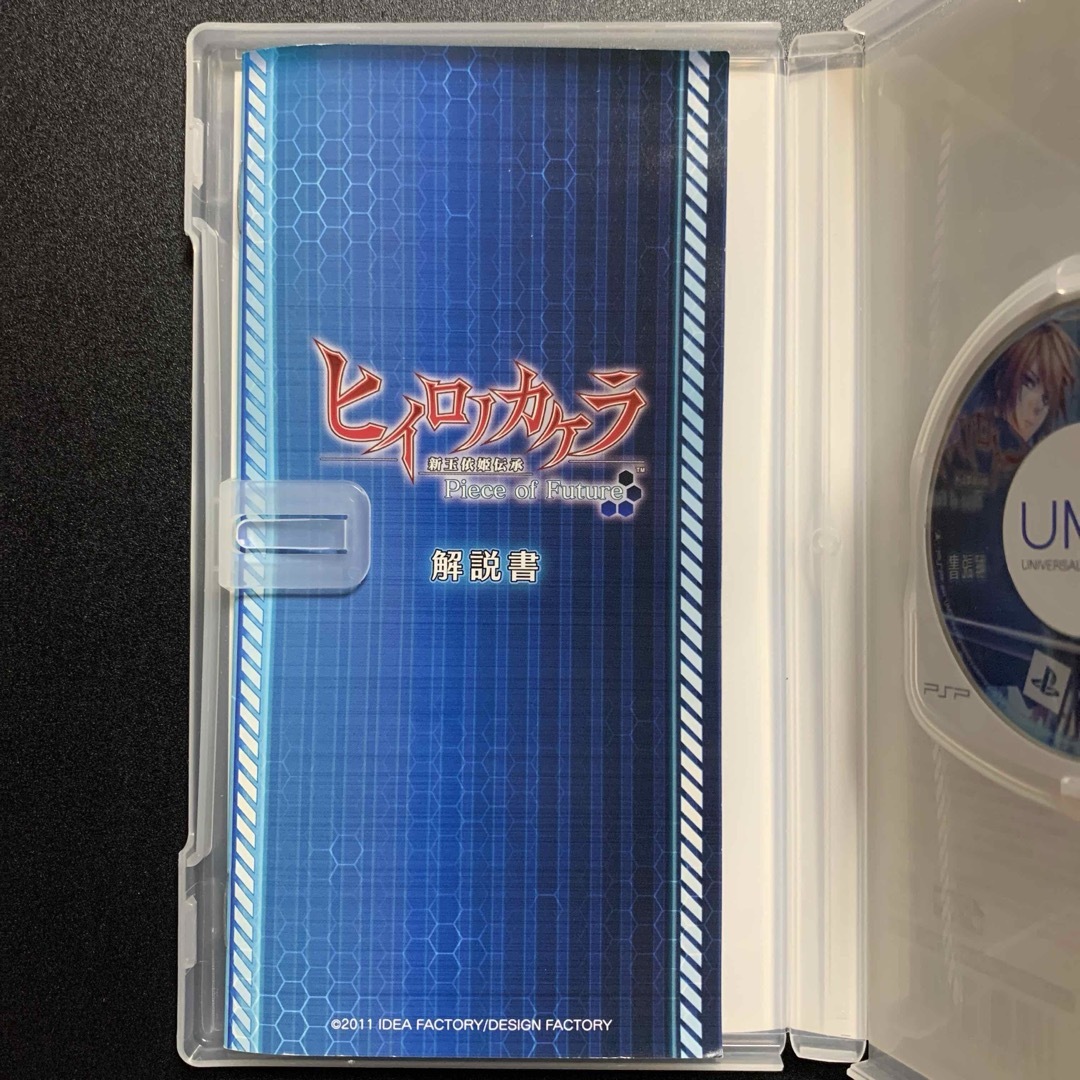 ヒイロノカケラ
新玉依姫伝承
Piece of Future
TM
解説書
©2011 IDEA FACTORY/DESIGN FACTORY
UM
UNIVERSAL
PSP